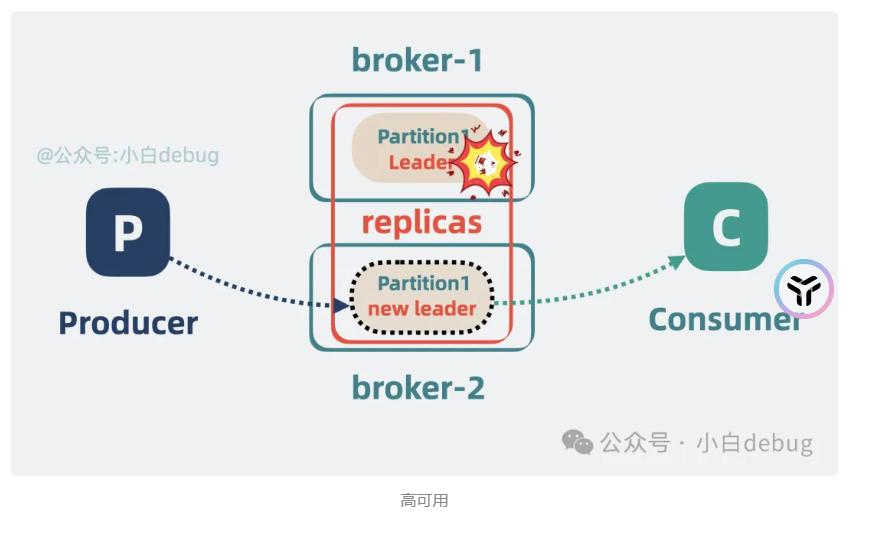 broker-1
@公众号:小白debug
Partition1
Leader
P
replicas
C
Partition1
new leader
Producer
Consumer
broker-2
公众号 · 小白debug
高可用